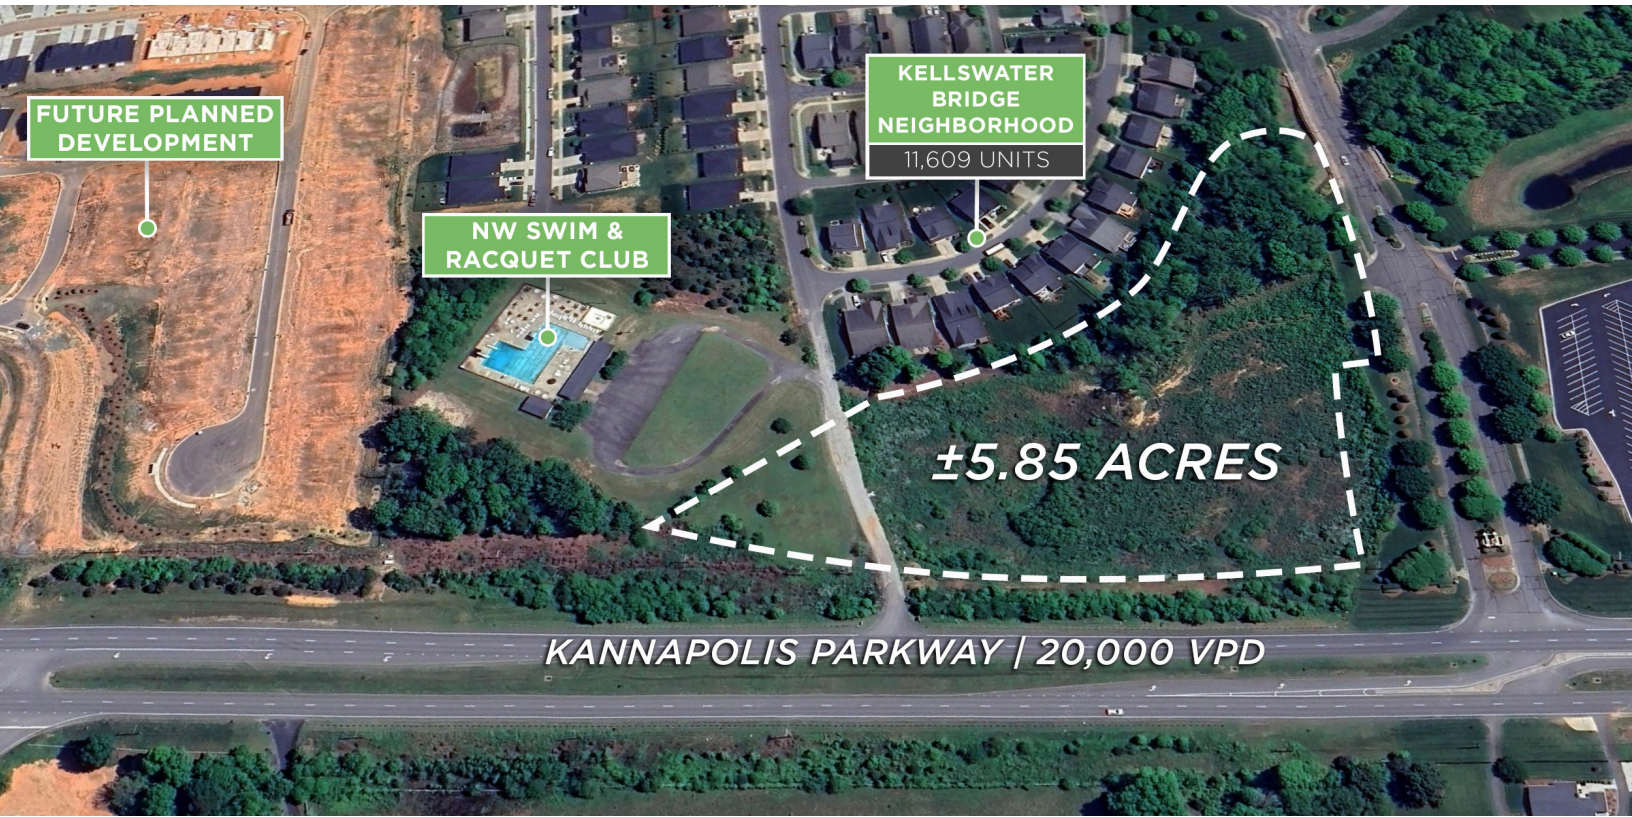 FUTURE PLANNED
DEVELOPMENT
KELLSWATER
BRIDGE
NEIGHBORHOOD
11,609 UNITS
NW SWIM &
RACQUET CLUB
±5.85 ACRES
KANNAPOLIS PARKWAY | 20,000 VPD